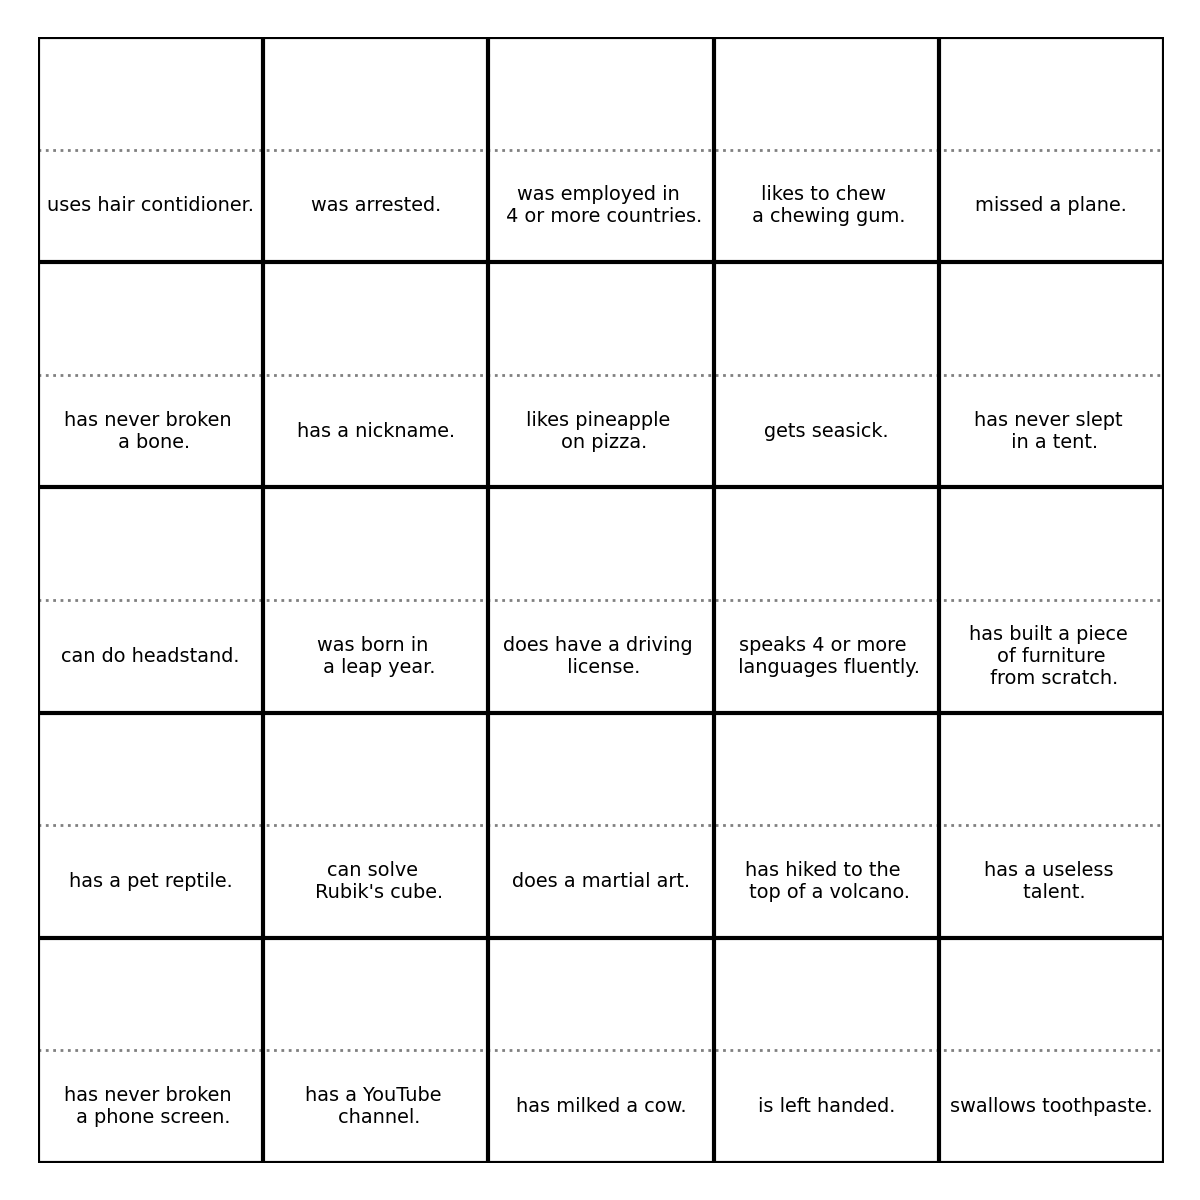 uses hair contidioner.
was arrested.
was employed in
4 or more countries.
likes to chew
a chewing gum.
missed a plane.
has never broken
a bone.
has a nickname.
likes pineapple
on pizza.
gets seasick.
has never slept
in a tent.
can do headstand.
was born in
a leap year.
does have a driving
license.
speaks 4 or more
languages fluently.
has built a piece
of furniture
from scratch.
has a pet reptile.
can solve
Rubik's cube.
does a martial art.
has hiked to the
top of a volcano.
has a useless
talent.
has never broken
a phone screen.
has a YouTube
channel.
has milked a cow.
is left handed.
swallows toothpaste.